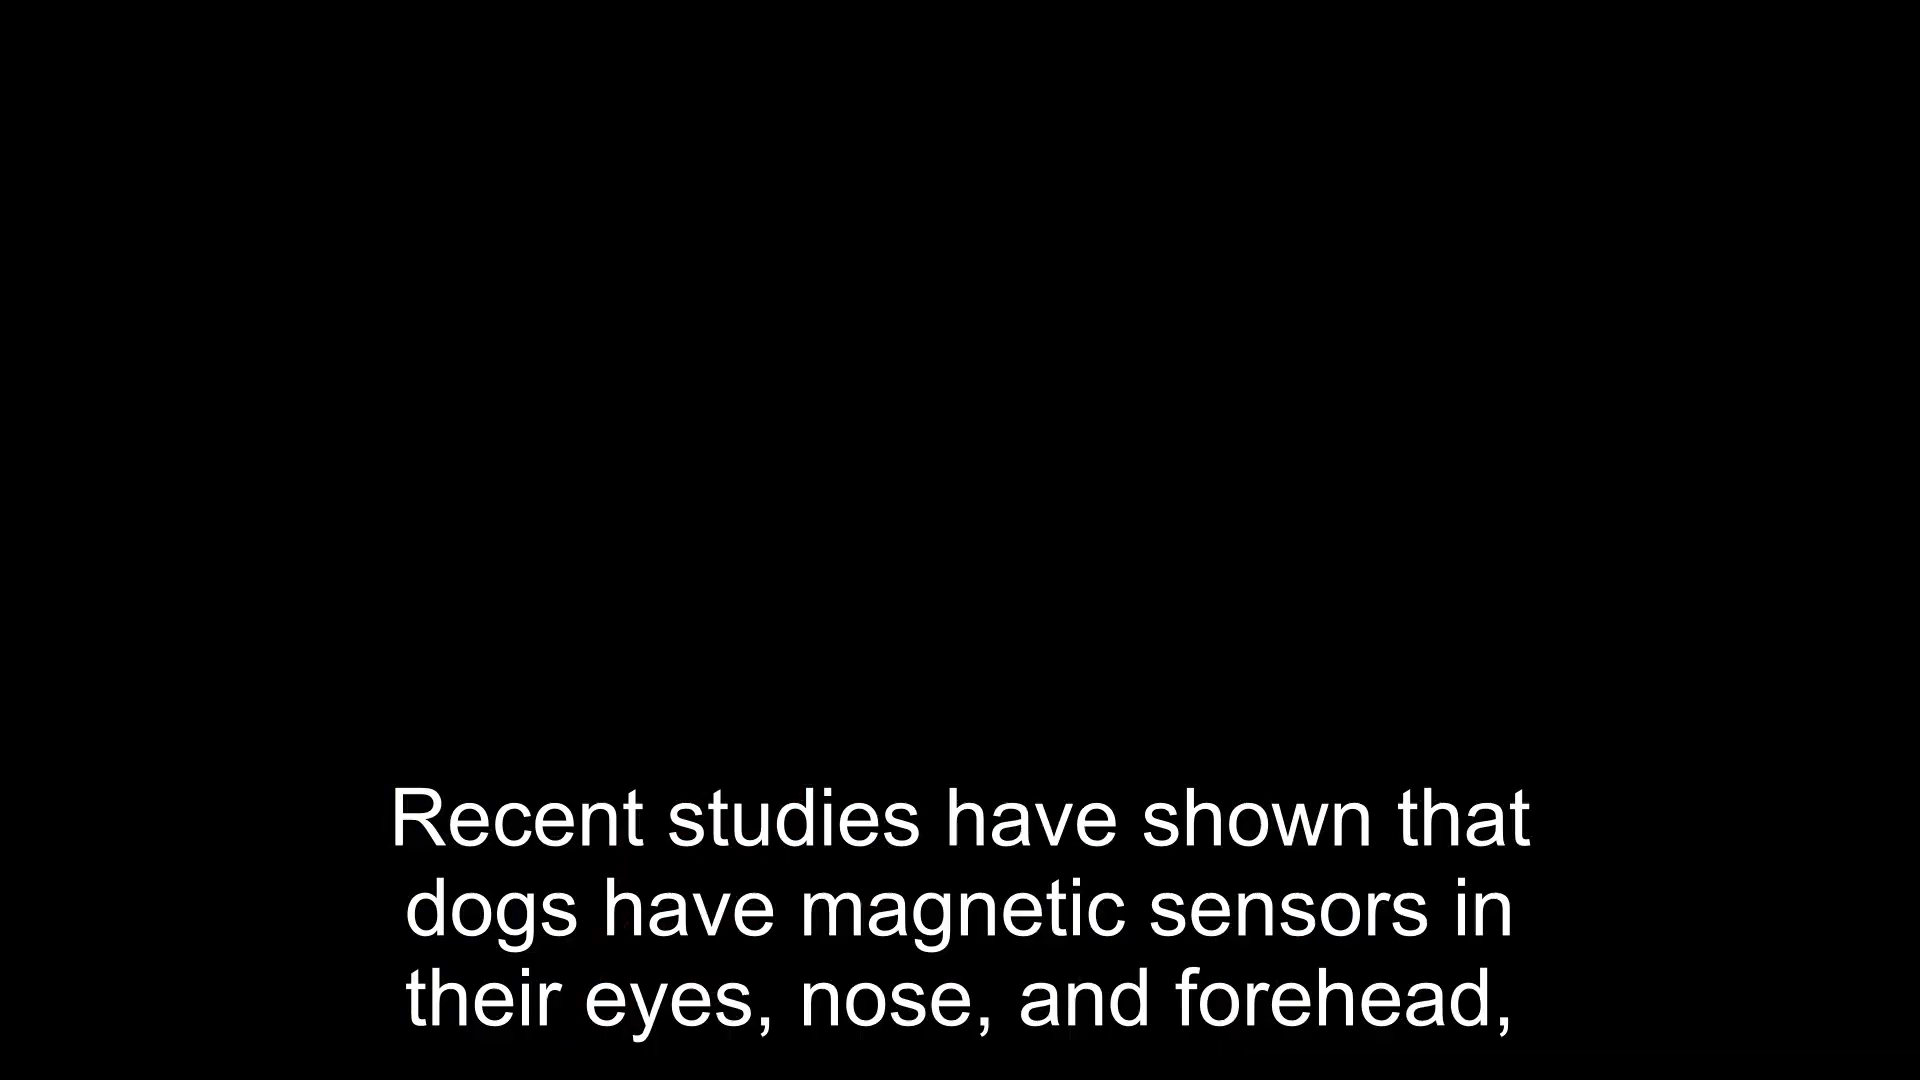 Recent studies have shown that
dogs have magnetic sensors in
their eyes, nose, and forehead,